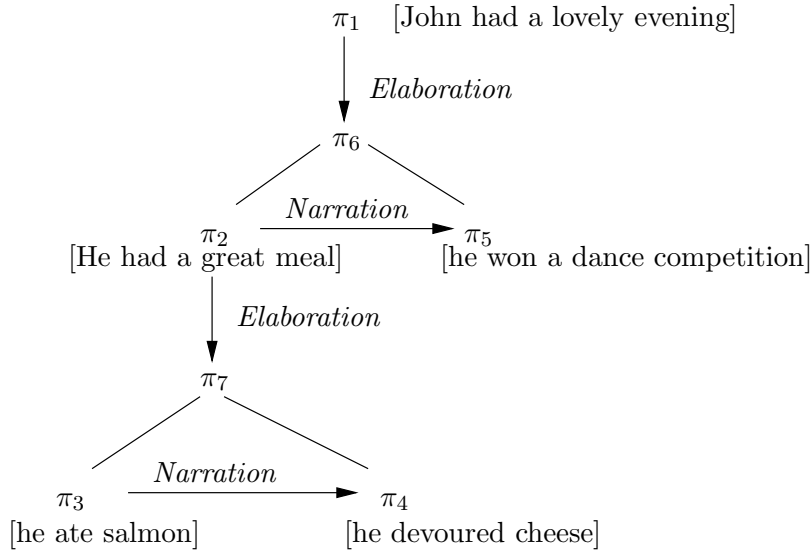 π1 [John had a lovely evening]
Elaboration
π6
Narration
π2 π5
[He had a great meal] [he won a dance competition]
Elaboration
π7
Narration
π3 π4
[he ate salmon] [he devoured cheese]